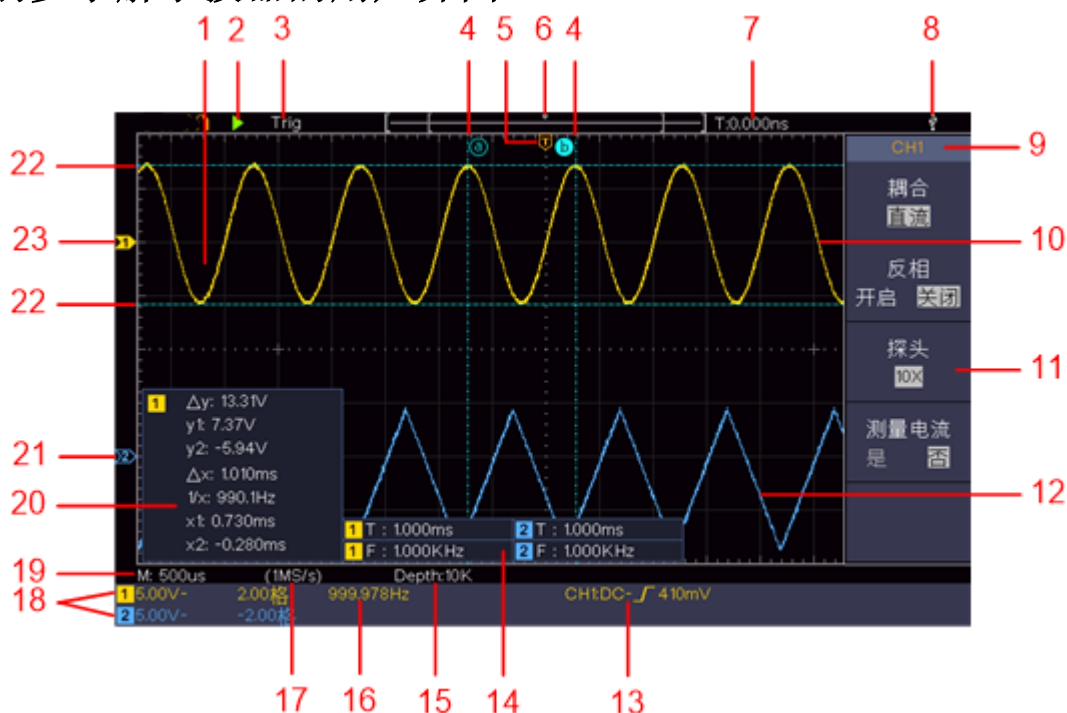 1 2 3 4 5 6 4 7 8
Trig T T:0.000ns
a T b
CH1 9
22
耦合
直流
23 1 10
反相
开启 关闭
22
探头
10X 11
1 Δy: 13.31V
y1: 7.37V
y2: -5.94V
Δx: 1.010ms
1/x: 990.1Hz
x1: 0.730ms
x2: -0.280ms
测量电流
是 否
21 2
20 12
1 T : 1.000ms 2 T : 1.000ms
1 F : 1.000KHz 2 F : 1.000KHz
19 M: 500us (1MS/s) Depth:10K
18 1 5.00V- 2.00格 999.978Hz CH1:DC- 410mV
2 5.00V- -2.00格
17 16 15 14 13